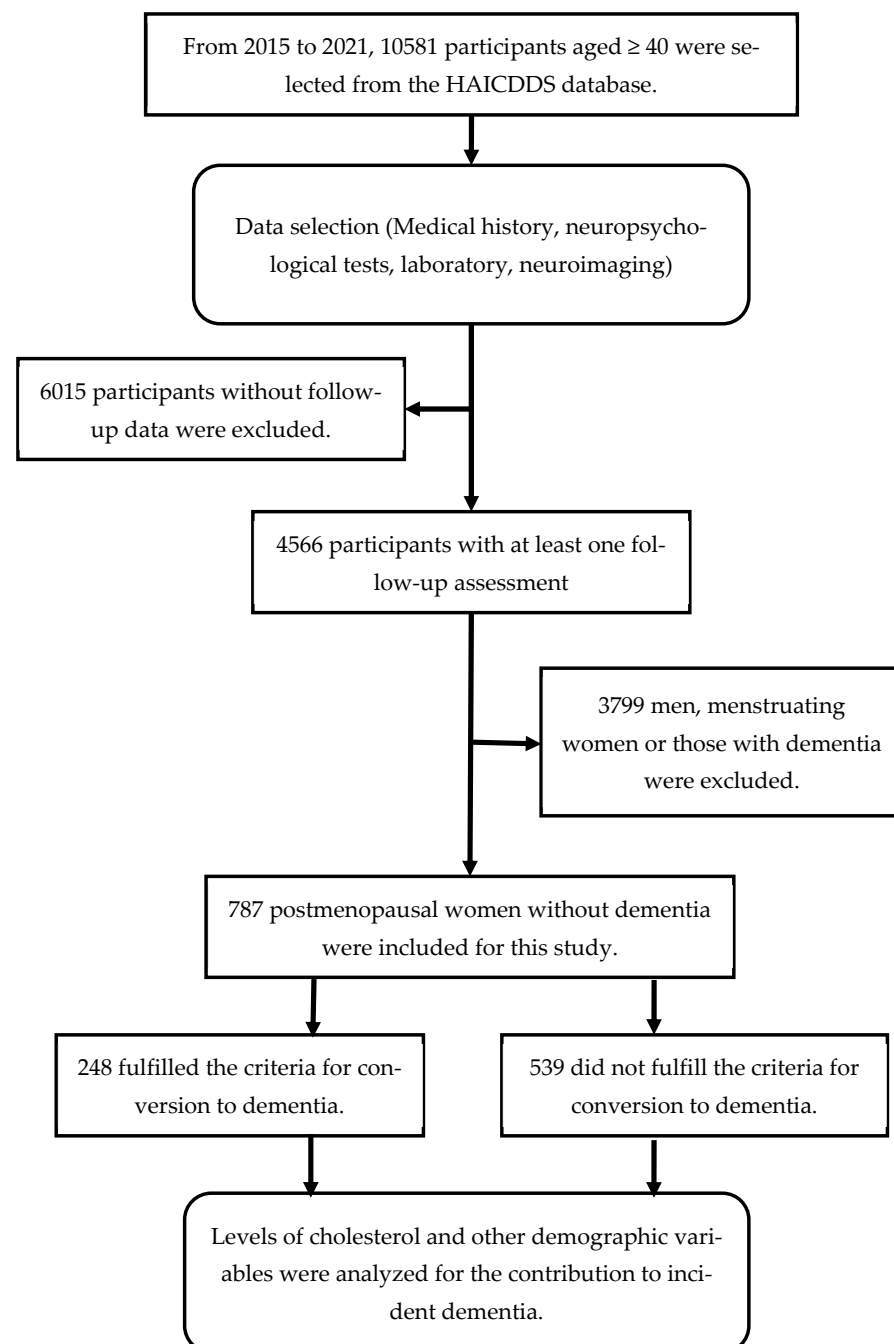 From 2015 to 2021, 10581 participants aged ≥ 40 were se-
lected from the HAICDDS database.
Data selection (Medical history, neuropsycho-
logical tests, laboratory, neuroimaging)
6015 participants without follow-
up data were excluded.
4566 participants with at least one fol-
low-up assessment
3799 men, menstruating
women or those with dementia
were excluded.
787 postmenopausal women without dementia
were included for this study.
248 fulfilled the criteria for con-
version to dementia.
539 did not fulfill the criteria for
conversion to dementia.
Levels of cholesterol and other demographic vari-
ables were analyzed for the contribution to inci-
dent dementia.